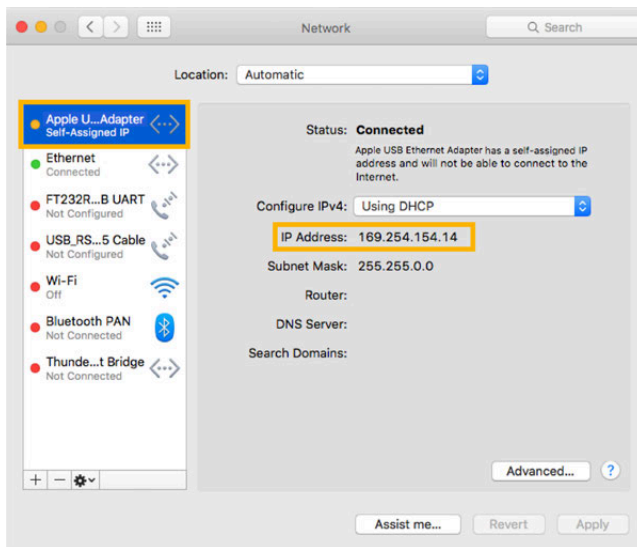 Network
Search
Location: Automatic
Apple U...Adapter
Self-Assigned IP
Ethernet
Connected
FT232R...B UART
Not Configured
USB_RS...5 Cable
Not Configured
Wi-Fi
Off
Bluetooth PAN
Not Connected
Thunde...t Bridge
Not Connected
Status: Connected
Apple USB Ethernet Adapter has a self-assigned IP
address and will not be able to connect to the
Internet.
Configure IPv4: Using DHCP
IP Address: 169.254.154.14
Subnet Mask: 255.255.0.0
Router:
DNS Server:
Search Domains:
Advanced... ?
Assist me... Revert Apply